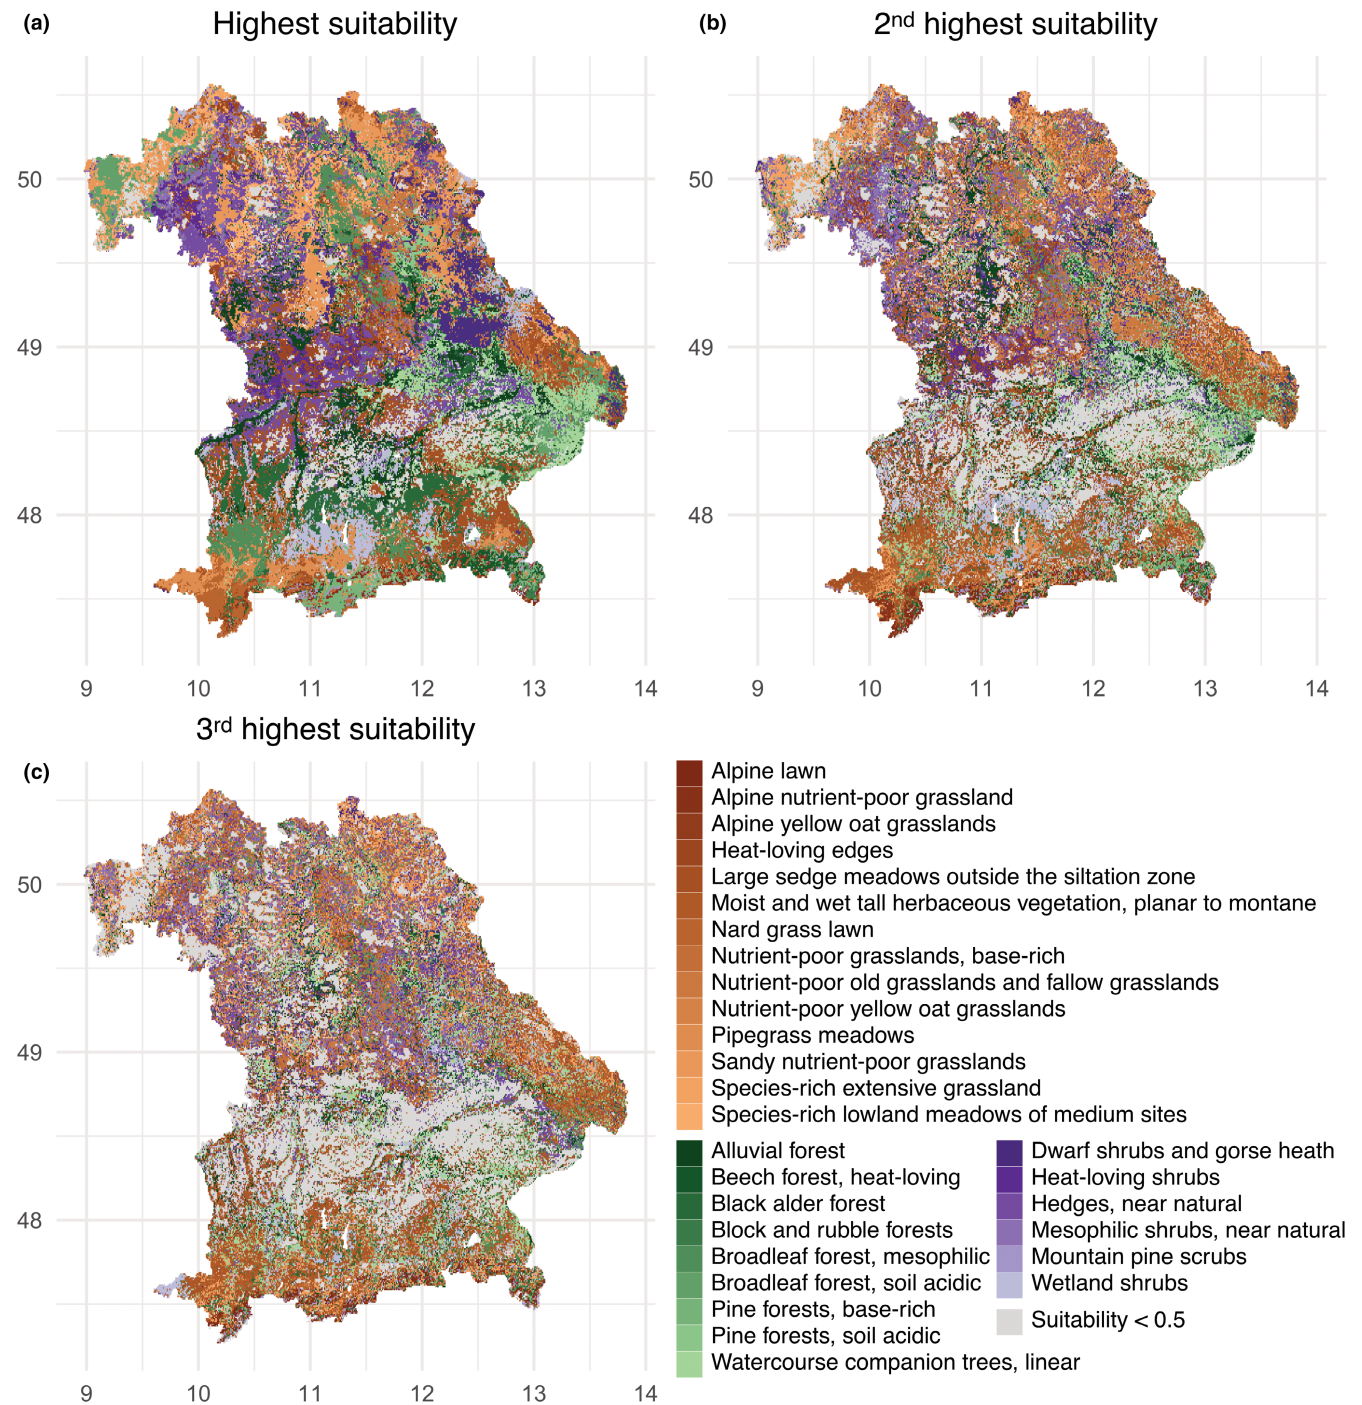 (a) Highest suitability
(b) 2nd highest suitability
50
49
48
9 10 11 12 13 14
50
49
48
9 10 11 12 13 14
3rd highest suitability
(c)
50
49
48
9 10 11 12 13 14
Alpine lawn
Alpine nutrient-poor grassland
Alpine yellow oat grasslands
Heat-loving edges
Large sedge meadows outside the siltation zone
Moist and wet tall herbaceous vegetation, planar to montane
Nard grass lawn
Nutrient-poor grasslands, base-rich
Nutrient-poor old grasslands and fallow grasslands
Nutrient-poor yellow oat grasslands
Pipegrass meadows
Sandy nutrient-poor grasslands
Species-rich extensive grassland
Species-rich lowland meadows of medium sites
Alluvial forest
Beech forest, heat-loving
Black alder forest
Block and rubble forests
Broadleaf forest, mesophilic
Broadleaf forest, soil acidic
Pine forests, base-rich
Pine forests, soil acidic
Watercourse companion trees, linear
Dwarf shrubs and gorse heath
Heat-loving shrubs
Hedges, near natural
Mesophilic shrubs, near natural
Mountain pine scrubs
Wetland shrubs
Suitability < 0.5